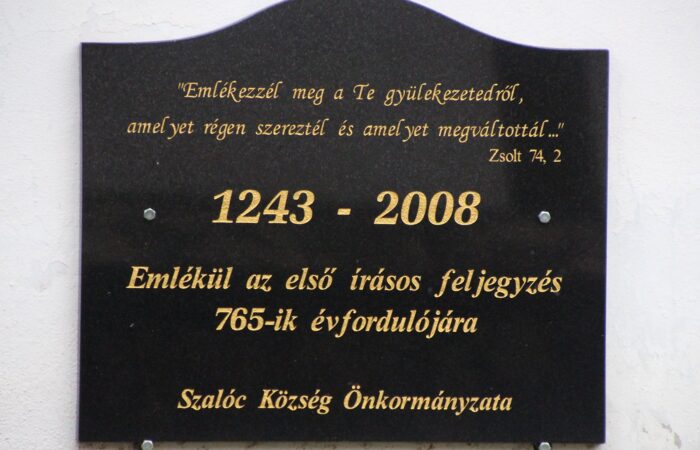 "Emlékezzél meg a Te gyülekezetedről,
amelyet régen szereztél és amelyet megváltottál..."
Zsolt 74, 2
1243 - 2008
Emlékül az első írásos feljegyzés
765-ik évfordulójára
Szalóc Község Önkormányzata